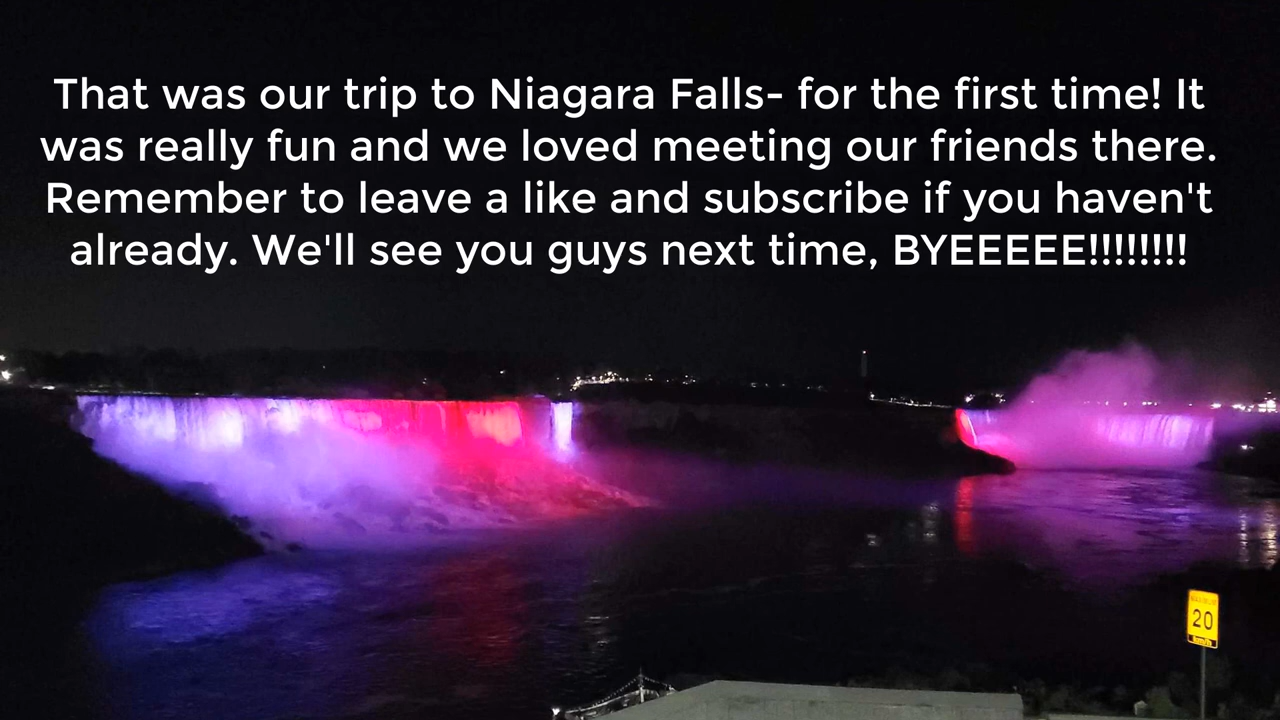 That was our trip to Niagara Falls- for the first time! It
was really fun and we loved meeting our friends there.
Remember to leave a like and subscribe if you haven't
already. We'll see you guys next time, BYEEEEE!!!!!!!!
MAXIMUM
20
km/h